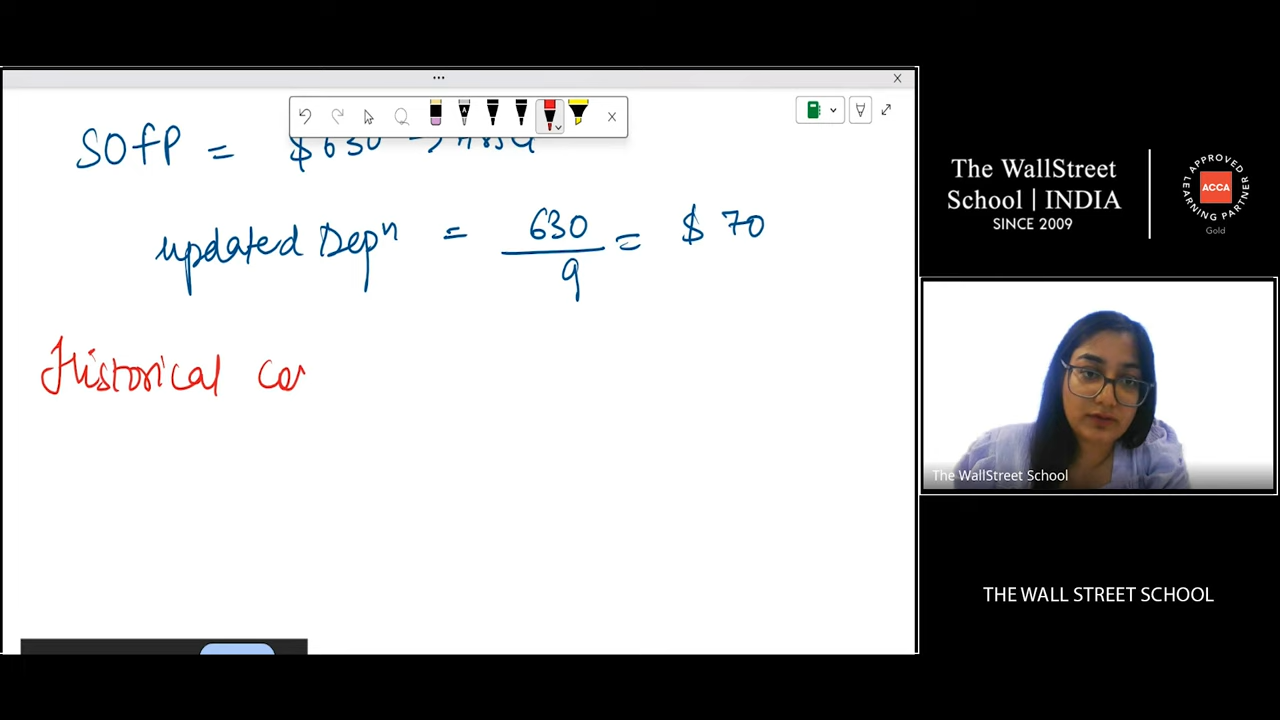 SOfP = $630 →
updated Depⁿ = 630 / 9 = $ 70
Historical co
The WallStreet
School | INDIA
SINCE 2009
APPROVED
ACCA
LEARNING PARTNER
Gold
The WallStreet School
THE WALL STREET SCHOOL